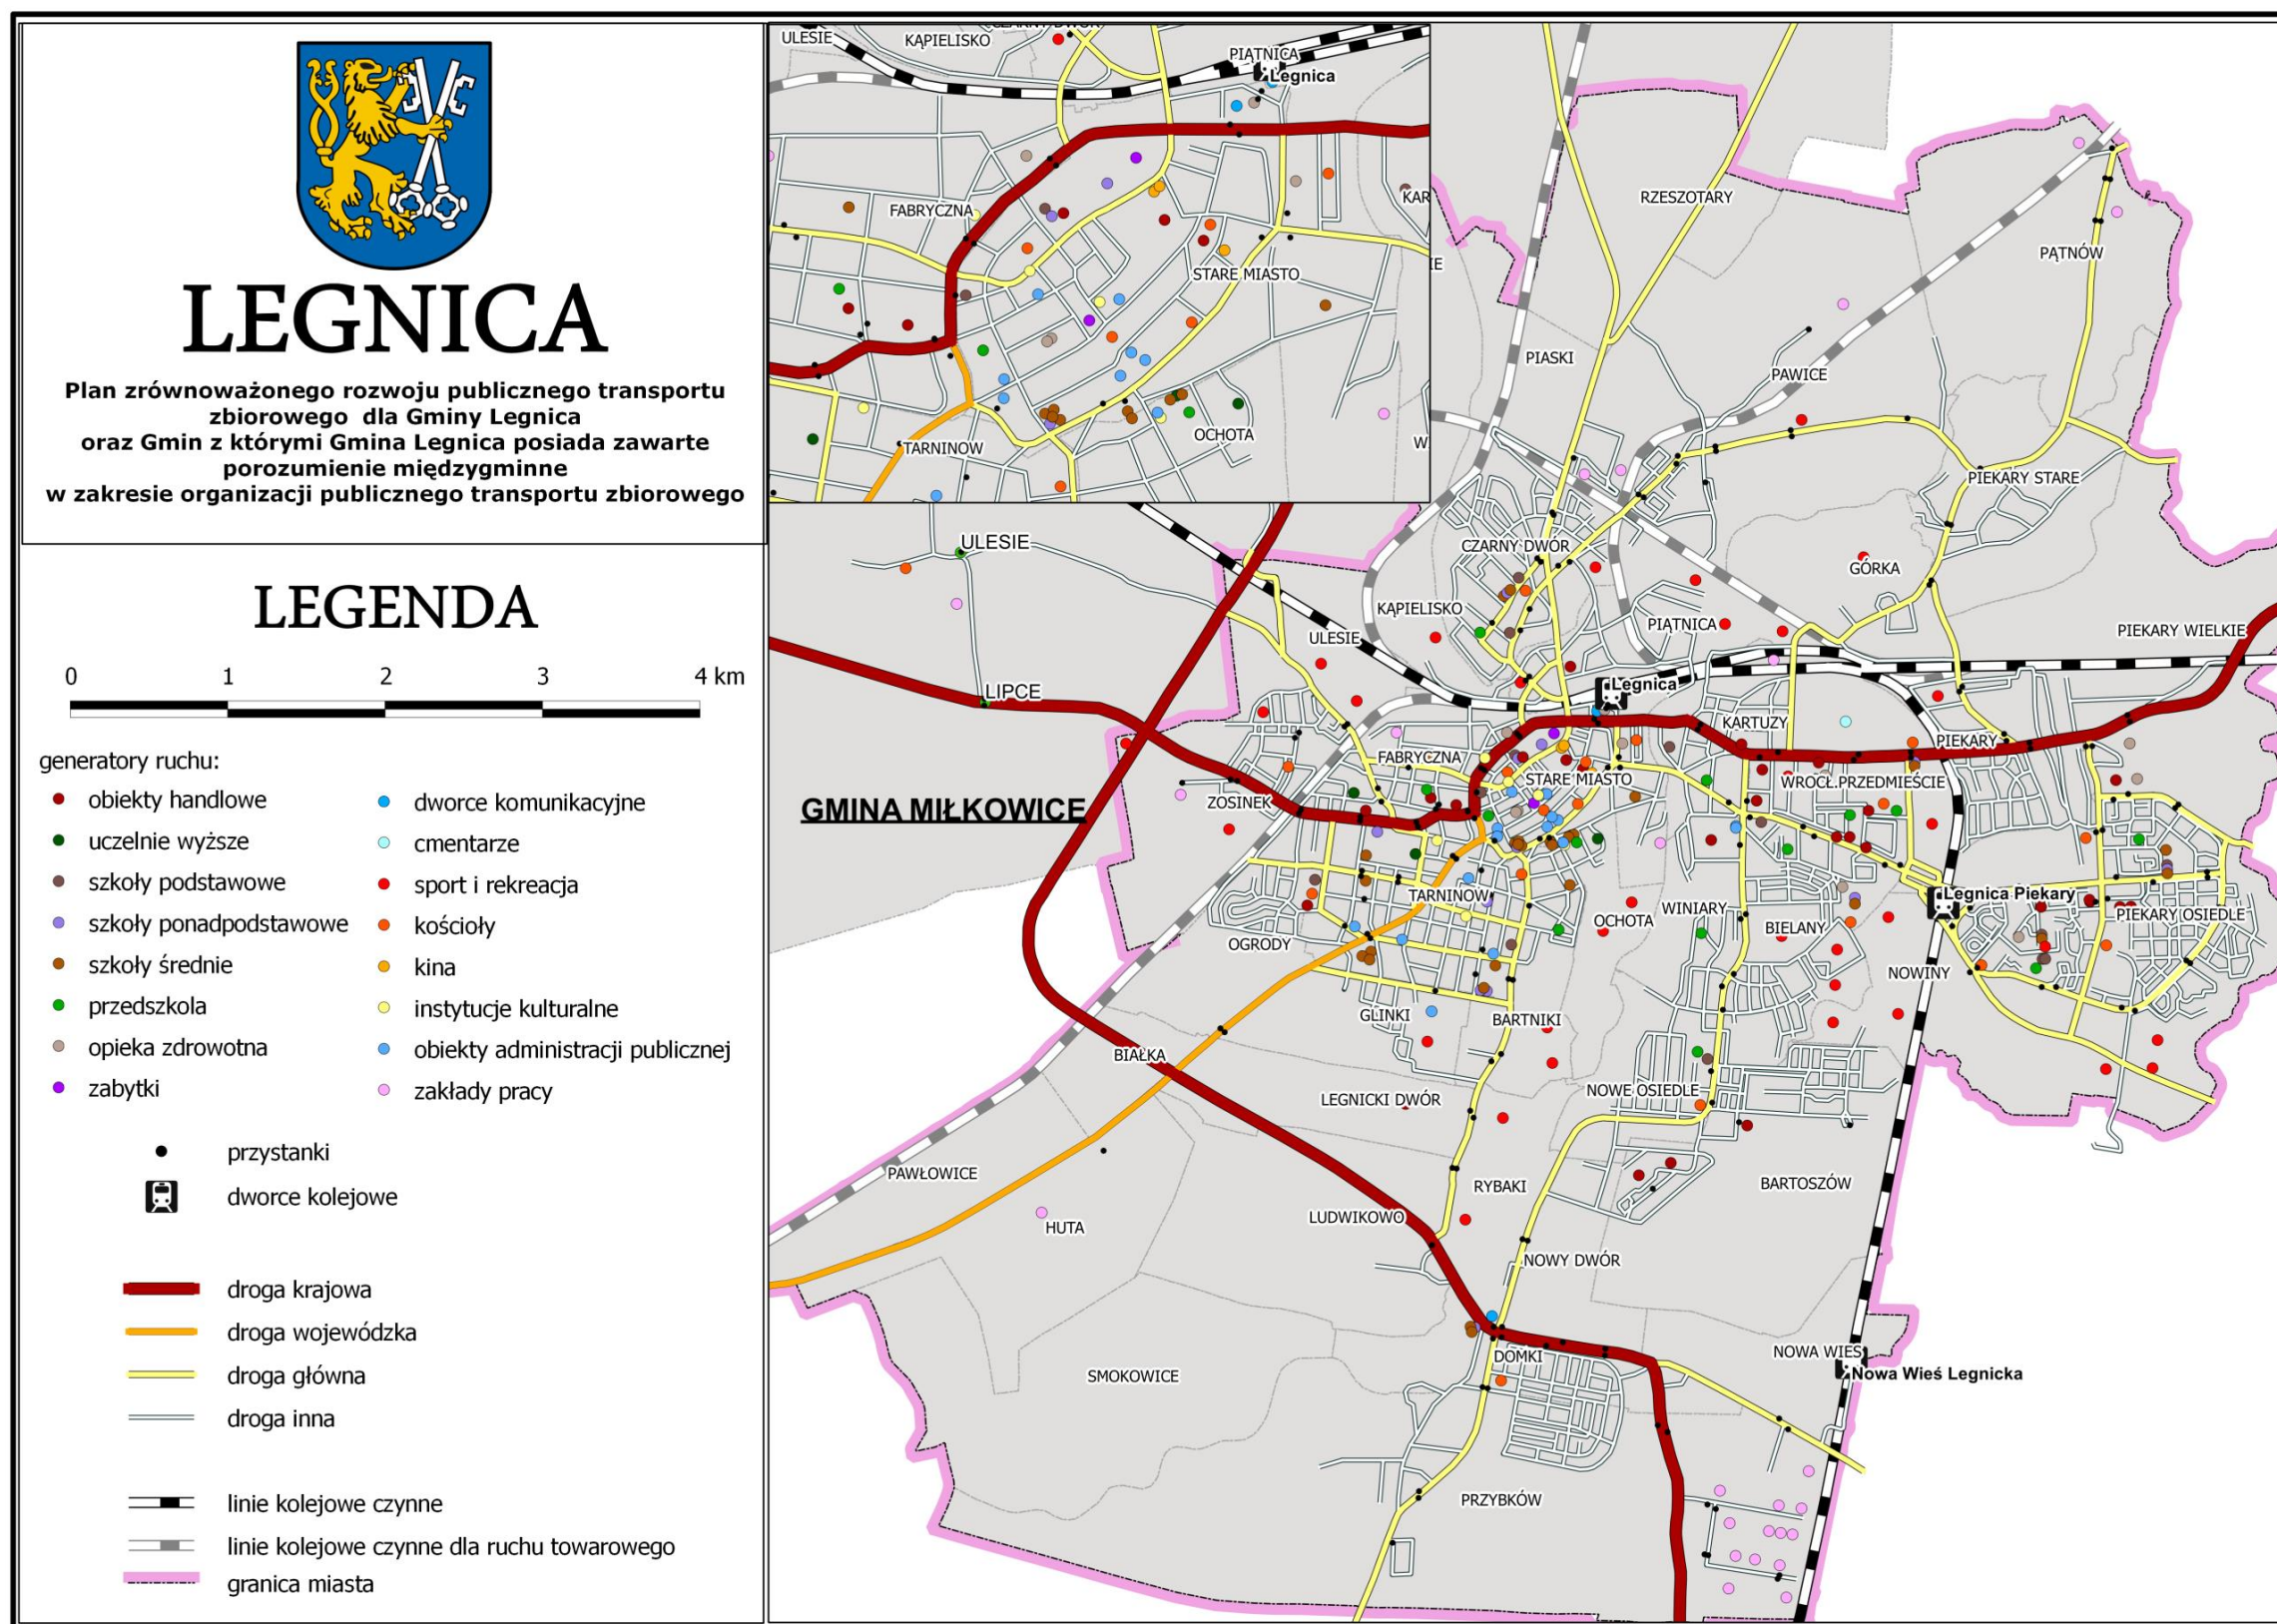 LEGNICA
Plan zrównoważonego rozwoju publicznego transportu
zbiorowego dla Gminy Legnica
oraz Gmin z którymi Gmina Legnica posiada zawarte
porozumienie międzygminne
w zakresie organizacji publicznego transportu zbiorowego
LEGENDA
0 1 2 3 4 km
generatory ruchu:
obiekty handlowe
uczelnie wyższe
szkoły podstawowe
szkoły ponadpodstawowe
szkoły średnie
przedszkola
opieka zdrowotna
zabytki
dworce komunikacyjne
cmentarze
sport i rekreacja
kościoły
kina
instytucje kulturalne
obiekty administracji publicznej
zakłady pracy
przystanki
dworce kolejowe
droga krajowa
droga wojewódzka
droga główna
droga inna
linie kolejowe czynne
linie kolejowe czynne dla ruchu towarowego
granica miasta
CZARNY DWÓR
ULESIE
KĄPIELISKO
PIĄTNICA
Legnica
FABRYCZNA
KAR
STARE MIASTO
IE
TARNINOW
OCHOTA
W
RZESZOTARY
PĄTNÓW
PIASKI
PAWICE
PIEKARY STARE
ULESIE
CZARNY DWÓR
GÓRKA
KĄPIELISKO
ULESIE
PIĄTNICA
PIEKARY WIELKIE
LIPCE
Legnica
KARTUZY
PIEKARY
FABRYCZNA
STARE MIASTO
WROCŁ.PRZEDMIEŚCIE
GMINA MIŁKOWICE
ZOSINEK
TARNINOW
Legnica Piekary
OCHOTA
WINIARY
BIELANY
PIEKARY OSIEDLE
OGRODY
NOWINY
GLINKI
BARTNIKI
BIAŁKA
NOWE OSIEDLE
LEGNICKI DWÓR
PAWŁOWICE
RYBAKI
BARTOSZÓW
HUTA
LUDWIKOWO
NOWY DWÓR
NOWA WIES
DOMKI
Nowa Wieś Legnicka
SMOKOWICE
PRZYBKÓW